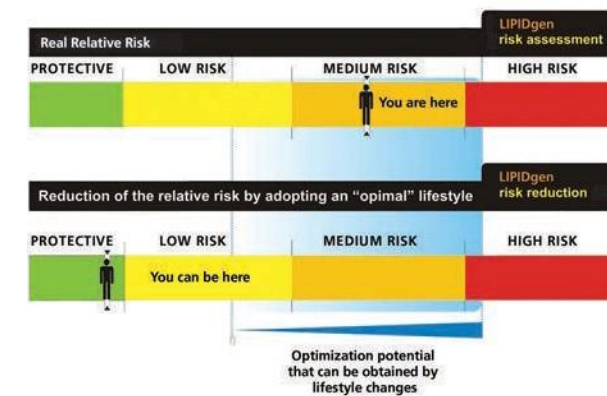 LIPIDgen
risk assessment
Real Relative Risk
PROTECTIVE LOW RISK MEDIUM RISK HIGH RISK
You are here
LIPIDgen
risk reduction
Reduction of the relative risk by adopting an “opimal” lifestyle
PROTECTIVE LOW RISK MEDIUM RISK HIGH RISK
You can be here
Optimization potential
that can be obtained by
lifestyle changes